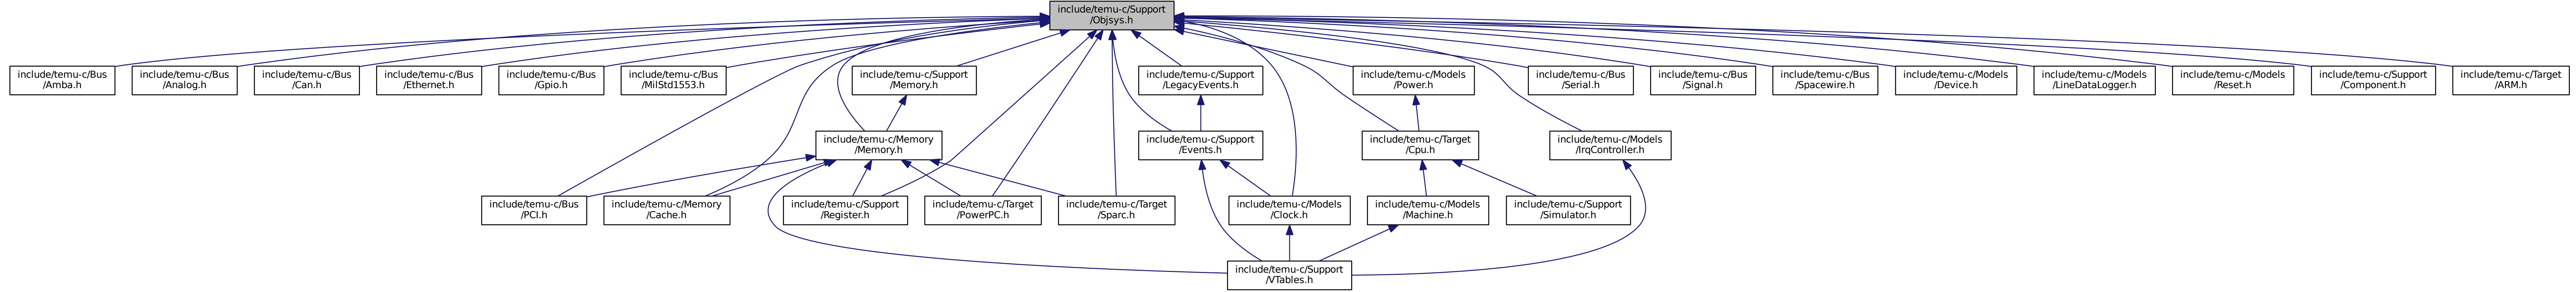 include/temu-c/Support
/Objsys.h
include/temu-c/Bus
/Amba.h
include/temu-c/Bus
/Analog.h
include/temu-c/Bus
/Can.h
include/temu-c/Bus
/Ethernet.h
include/temu-c/Bus
/Gpio.h
include/temu-c/Bus
/MilStd1553.h
include/temu-c/Support
/Memory.h
include/temu-c/Support
/LegacyEvents.h
include/temu-c/Models
/Power.h
include/temu-c/Bus
/Serial.h
include/temu-c/Bus
/Signal.h
include/temu-c/Bus
/Spacewire.h
include/temu-c/Models
/Device.h
include/temu-c/Models
/LineDataLogger.h
include/temu-c/Models
/Reset.h
include/temu-c/Support
/Component.h
include/temu-c/Target
/ARM.h
include/temu-c/Memory
/Memory.h
include/temu-c/Support
/Events.h
include/temu-c/Target
/Cpu.h
include/temu-c/Models
/IrqController.h
include/temu-c/Bus
/PCI.h
include/temu-c/Memory
/Cache.h
include/temu-c/Support
/Register.h
include/temu-c/Target
/PowerPC.h
include/temu-c/Target
/Sparc.h
include/temu-c/Models
/Clock.h
include/temu-c/Models
/Machine.h
include/temu-c/Support
/Simulator.h
include/temu-c/Support
/VTables.h